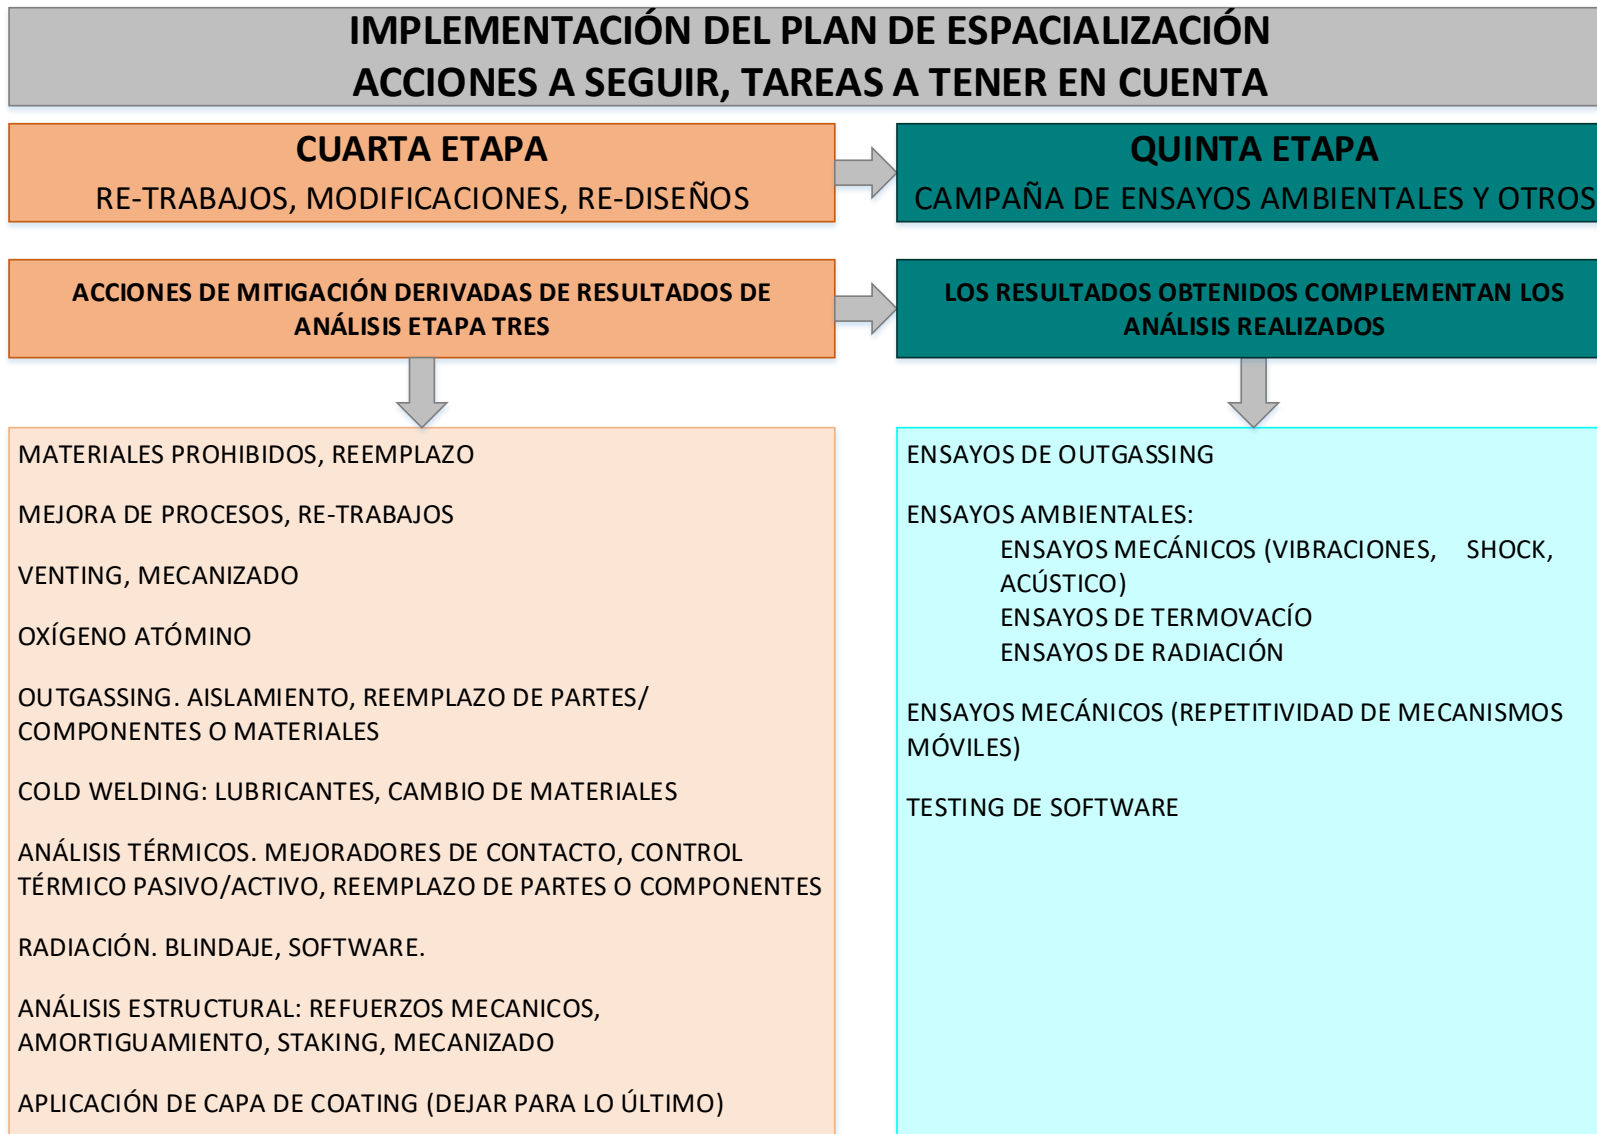 IMPLEMENTACIÓN DEL PLAN DE ESPACIALIZACIÓN
ACCIONES A SEGUIR, TAREAS A TENER EN CUENTA
CUARTA ETAPA
RE-TRABAJOS, MODIFICACIONES, RE-DISEÑOS
QUINTA ETAPA
CAMPAÑA DE ENSAYOS AMBIENTALES Y OTROS
ACCIONES DE MITIGACIÓN DERIVADAS DE RESULTADOS DE
ANÁLISIS ETAPA TRES
LOS RESULTADOS OBTENIDOS COMPLEMENTAN LOS
ANÁLISIS REALIZADOS
MATERIALES PROHIBIDOS, REEMPLAZO
MEJORA DE PROCESOS, RE-TRABAJOS
VENTING, MECANIZADO
OXÍGENO ATÓMINO
OUTGASSING. AISLAMIENTO, REEMPLAZO DE PARTES/
COMPONENTES O MATERIALES
COLD WELDING: LUBRICANTES, CAMBIO DE MATERIALES
ANÁLISIS TÉRMICOS. MEJORADORES DE CONTACTO, CONTROL
TÉRMICO PASIVO/ACTIVO, REEMPLAZO DE PARTES O COMPONENTES
RADIACIÓN. BLINDAJE, SOFTWARE.
ANÁLISIS ESTRUCTURAL: REFUERZOS MECANICOS,
AMORTIGUAMIENTO, STAKING, MECANIZADO
APLICACIÓN DE CAPA DE COATING (DEJAR PARA LO ÚLTIMO)
ENSAYOS DE OUTGASSING
ENSAYOS AMBIENTALES:
ENSAYOS MECÁNICOS (VIBRACIONES, SHOCK,
ACÚSTICO)
ENSAYOS DE TERMOVACÍO
ENSAYOS DE RADIACIÓN
ENSAYOS MECÁNICOS (REPETITIVIDAD DE MECANISMOS
MÓVILES)
TESTING DE SOFTWARE